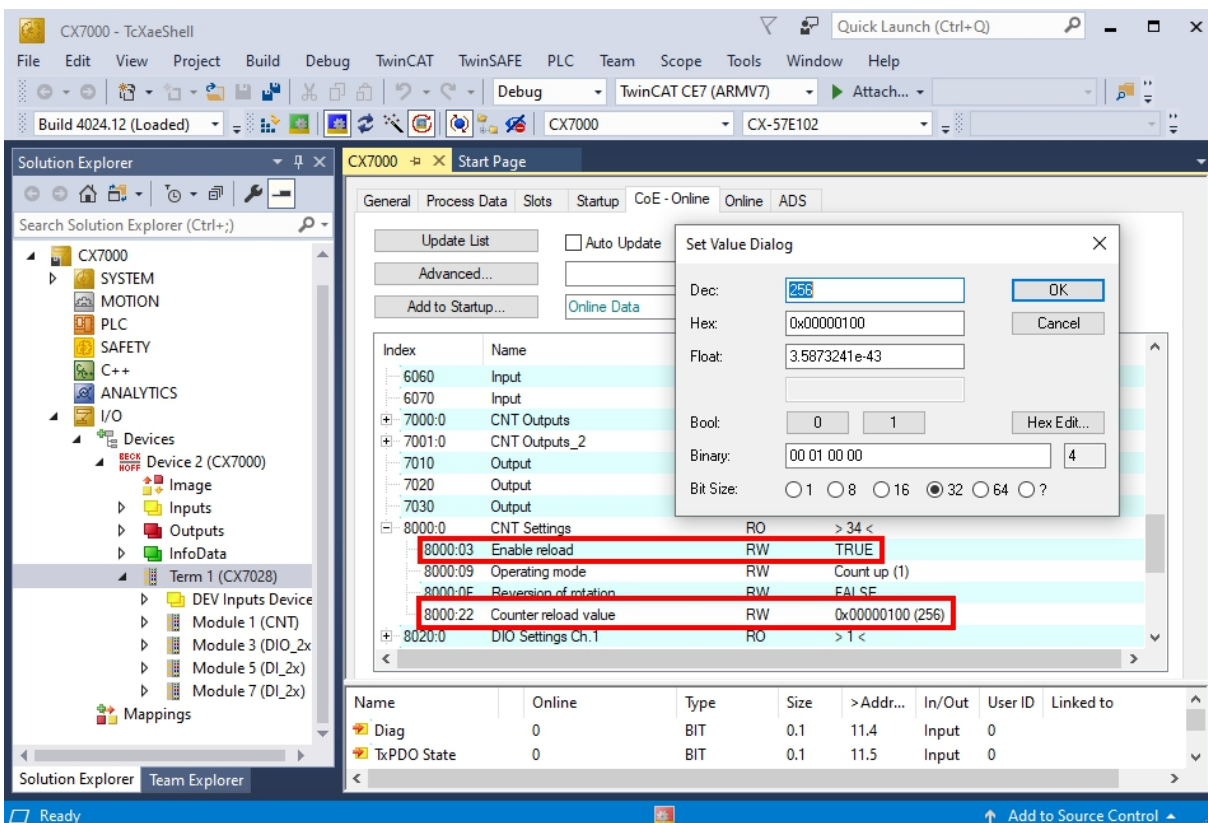 CX7000 - TcXaeShell
Quick Launch (Ctrl+Q)
File Edit View Project Build Debug TwinCAT TwinSAFE PLC Team Scope Tools Window Help
Debug TwinCAT CE7 (ARMV7) Attach...
Build 4024.12 (Loaded) CX7000 CX-57E102
Solution Explorer
Search Solution Explorer (Ctrl+;)
CX7000
SYSTEM
MOTION
PLC
SAFETY
C++
ANALYTICS
I/O
Devices
BECK
HOFF
Device 2 (CX7000)
Image
Inputs
Outputs
InfoData
Term 1 (CX7028)
DEV Inputs Device
Module 1 (CNT)
Module 3 (DIO_2x
Module 5 (DI_2x)
Module 7 (DI_2x)
Mappings
Solution Explorer Team Explorer
CX7000 Start Page
General Process Data Slots Startup CoE - Online Online ADS
Update List Auto Update
Advanced...
Add to Startup... Online Data
Index Name
6060 Input
6070 Input
7000:0 CNT Outputs
7001:0 CNT Outputs_2
7010 Output
7020 Output
7030 Output
8000:0 CNT Settings RO > 34 <
8000:03 Enable reload RW TRUE
8000:09 Operating mode RW Count up (1)
8000:0E Reversion of rotation RW FALSE
8000:22 Counter reload value RW 0x00000100 (256)
8020:0 DIO Settings Ch.1 RO > 1 <
Set Value Dialog
Dec: 256 OK
Hex: 0x00000100 Cancel
Float: 3.5873241e-43
Bool: 0 1 Hex Edit...
Binary: 00 01 00 00 4
Bit Size: 1 8 16 32 64 ?
Name Online Type Size >Addr... In/Out User ID Linked to
Diag 0 BIT 0.1 11.4 Input 0
TxPDO State 0 BIT 0.1 11.5 Input 0
Ready Add to Source Control